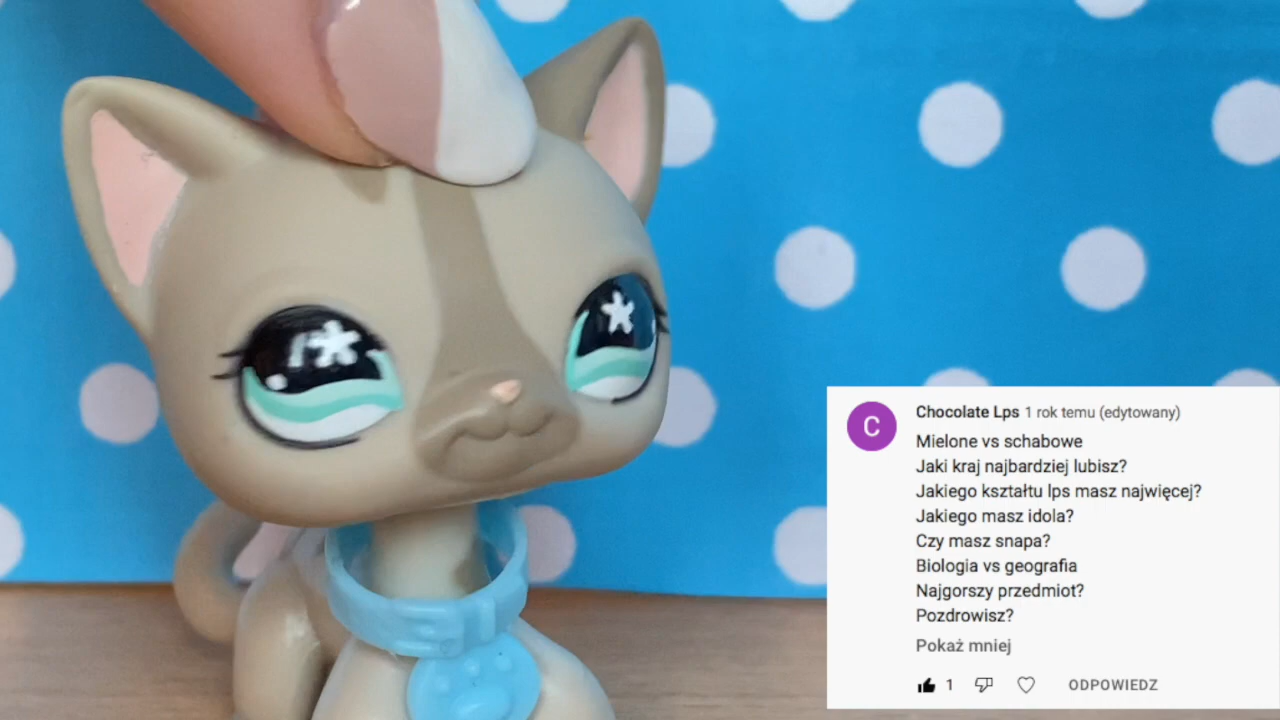 C
Chocolate Lps 1 rok temu (edytowany)
Mielone vs schabowe
Jaki kraj najbardziej lubisz?
Jakiego kształtu lps masz najwięcej?
Jakiego masz idola?
Czy masz snapa?
Biologia vs geografia
Najgorszy przedmiot?
Pozdrowisz?
Pokaż mniej
1 ODPOWIEDZ